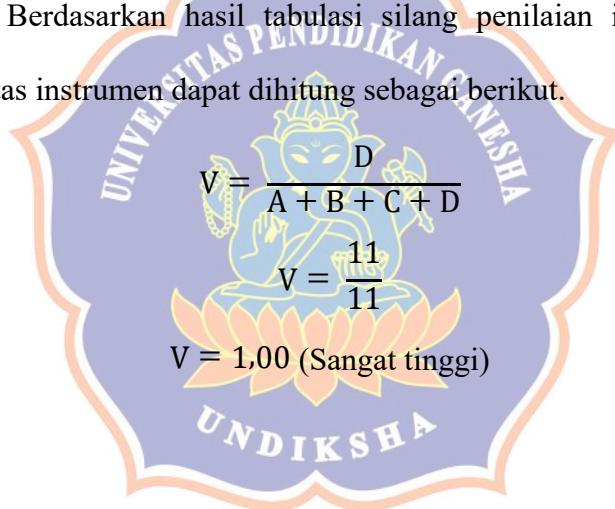 Berdasarkan hasil tabulasi silang penilaian
tas instrumen dapat dihitung sebagai berikut.
V = D / A + B + C + D
V = 11 / 11
V = 1,00 (Sangat tinggi)
UNIVERSITAS PENDIDIKAN GANESHA
UNDIKSHA